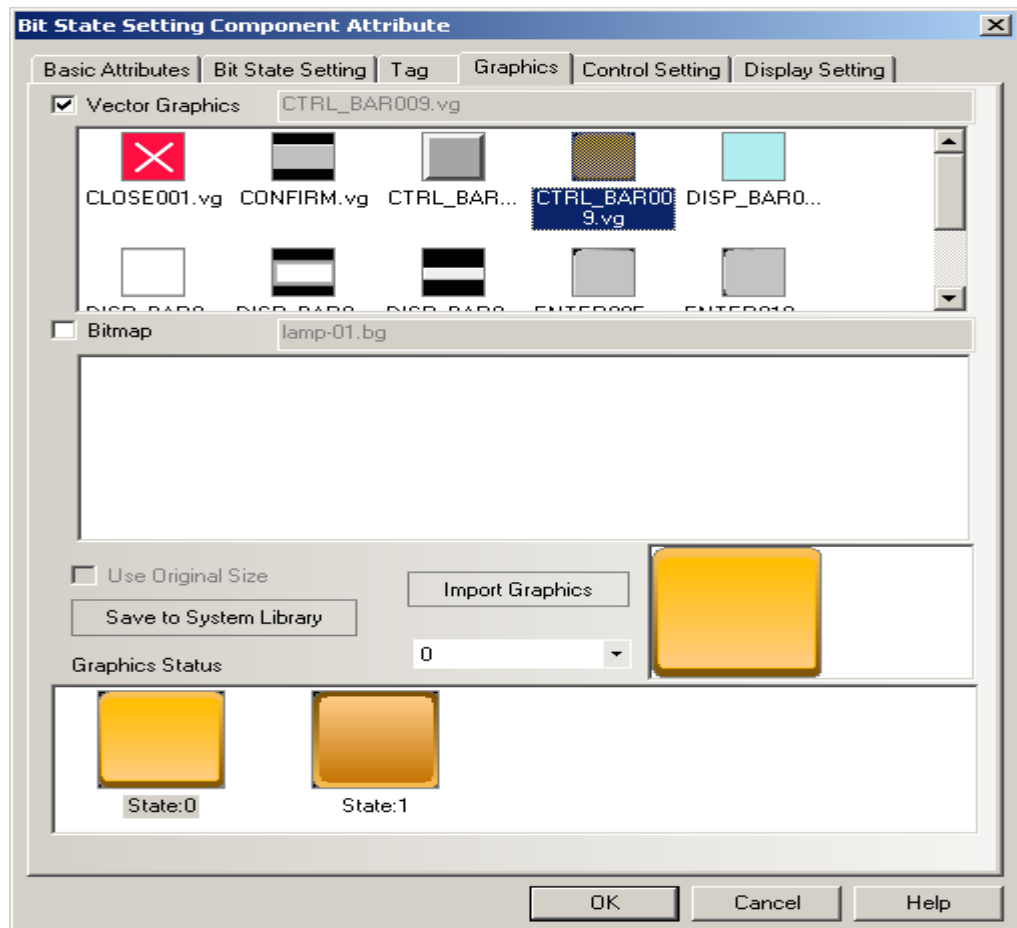 Bit State Setting Component Attribute
Basic Attributes Bit State Setting Tag Graphics Control Setting Display Setting
Vector Graphics CTRL_BAR009.vg
CLOSE001.vg CONFIRM.vg CTRL_BAR... CTRL_BAR00 DISP_BAR0...
9.vg
Bitmap lamp-01.bg
Use Original Size
Import Graphics
Save to System Library
0
Graphics Status
State:0 State:1
OK Cancel Help